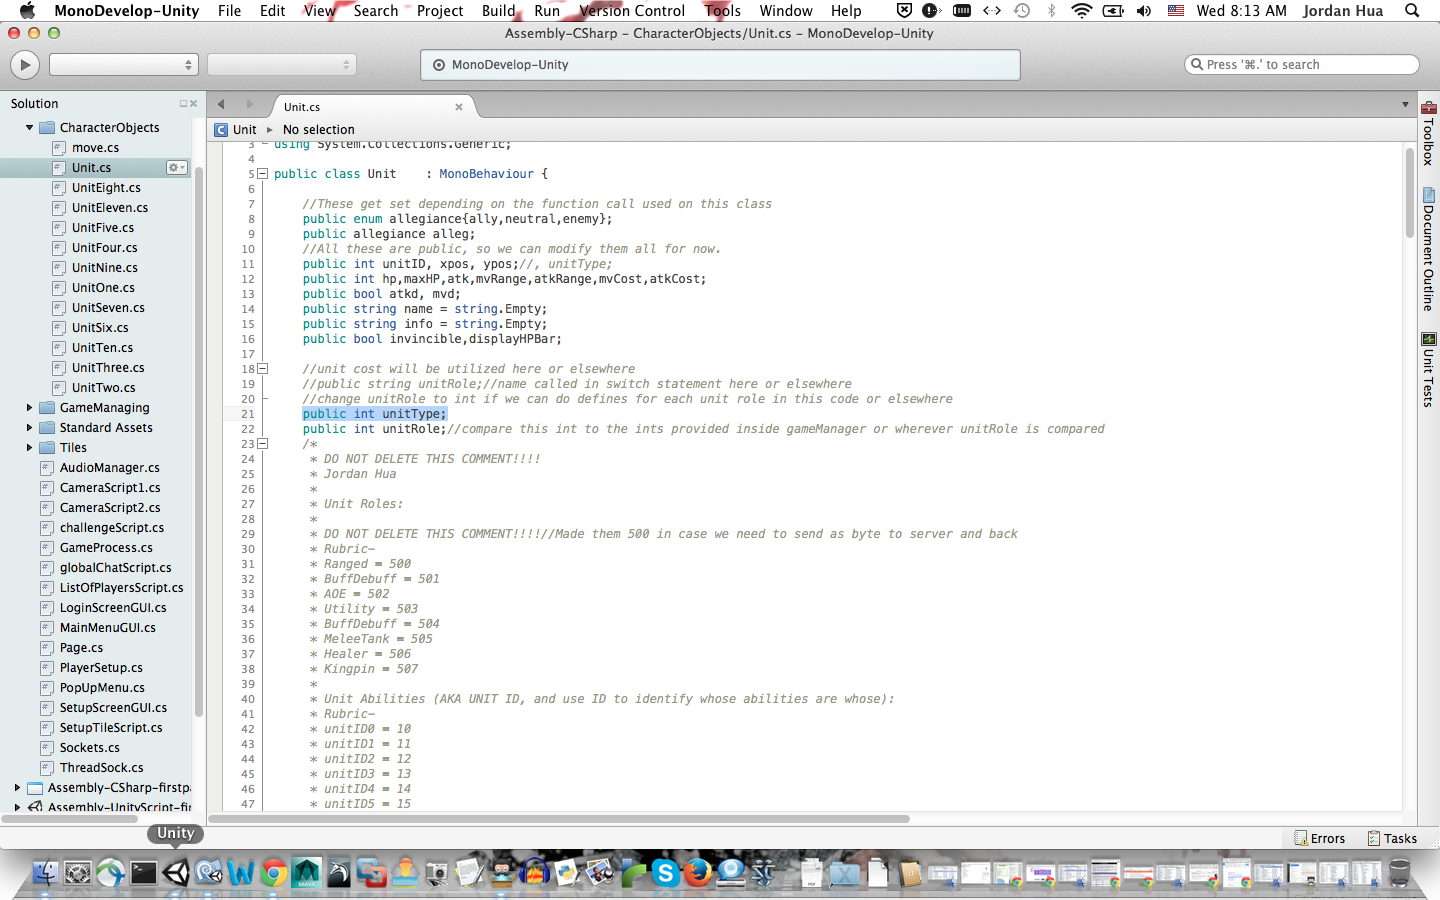 MonoDevelop-Unity File Edit View Search Project Build Run Version Control Tools Window Help Wed 8:13 AM Jordan Hua
Assembly-CSharp – CharacterObjects/Unit.cs – MonoDevelop-Unity
MonoDevelop-Unity
Press '⌘.' to search
Solution
CharacterObjects
move.cs
Unit.cs
UnitEight.cs
UnitEleven.cs
UnitFive.cs
UnitFour.cs
UnitNine.cs
UnitOne.cs
UnitSeven.cs
UnitSix.cs
UnitTen.cs
UnitThree.cs
UnitTwo.cs
GameManaging
Standard Assets
Tiles
AudioManager.cs
CameraScript1.cs
CameraScript2.cs
challengeScript.cs
GameProcess.cs
globalChatScript.cs
ListOfPlayersScript.cs
LoginScreenGUI.cs
MainMenuGUI.cs
Page.cs
PlayerSetup.cs
PopUpMenu.cs
SetupScreenGUI.cs
SetupTileScript.cs
Sockets.cs
ThreadSock.cs
Assembly-CSharp-firstp
Assembly-UnityScript-fir
Unit.cs
Unit No selection
3 using System.Collections.Generic;
4
5 public class Unit : MonoBehaviour {
6
7 //These get set depending on the function call used on this class
8 public enum allegiance{ally,neutral,enemy};
9 public allegiance alleg;
10 //All these are public, so we can modify them all for now.
11 public int unitID, xpos, ypos;//, unitType;
12 public int hp,maxHP,atk,mvRange,atkRange,mvCost,atkCost;
13 public bool atkd, mvd;
14 public string name = string.Empty;
15 public string info = string.Empty;
16 public bool invincible,displayHPBar;
17
18 //unit cost will be utilized here or elsewhere
19 //public string unitRole;//name called in switch statement here or elsewhere
20 //change unitRole to int if we can do defines for each unit role in this code or elsewhere
21 public int unitType;
22 public int unitRole;//compare this int to the ints provided inside gameManager or wherever unitRole is compared
23 /*
24 * DO NOT DELETE THIS COMMENT!!!!
25 * Jordan Hua
26 *
27 * Unit Roles:
28 *
29 * DO NOT DELETE THIS COMMENT!!!!//Made them 500 in case we need to send as byte to server and back
30 * Rubric-
31 * Ranged = 500
32 * BuffDebuff = 501
33 * AOE = 502
34 * Utility = 503
35 * BuffDebuff = 504
36 * MeleeTank = 505
37 * Healer = 506
38 * Kingpin = 507
39 *
40 * Unit Abilities (AKA UNIT ID, and use ID to identify whose abilities are whose):
41 * Rubric-
42 * unitID0 = 10
43 * unitID1 = 11
44 * unitID2 = 12
45 * unitID3 = 13
46 * unitID4 = 14
47 * unitID5 = 15
Toolbox
Document Outline
Unit Tests
Errors Tasks
Unity
MAYA